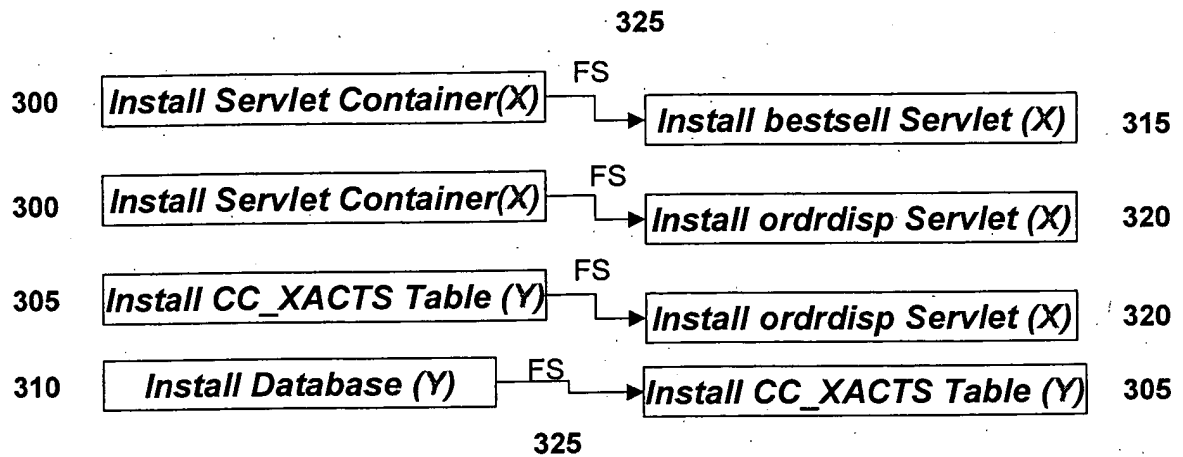 325
300 Install Servlet Container(X) FS Install bestsell Servlet (X) 315
300 Install Servlet Container(X) FS Install ordrdisp Servlet (X) 320
305 Install CC_XACTS Table (Y) FS Install ordrdisp Servlet (X) 320
310 Install Database (Y) FS Install CC_XACTS Table (Y) 305
325